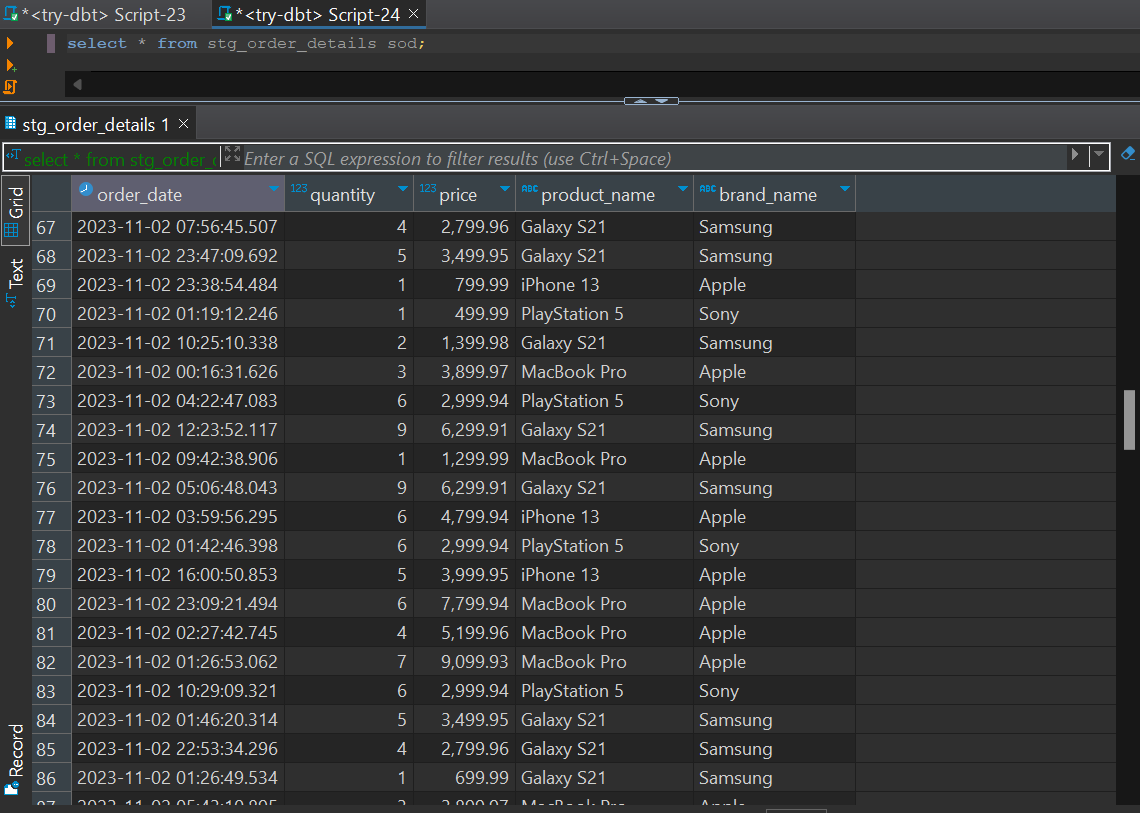 *<try-dbt> Script-23 *<try-dbt> Script-24
select * from stg_order_details sod;
stg_order_details 1
select * from stg_order_ Enter a SQL expression to filter results (use Ctrl+Space)
Grid
Text
Record
order_date 123 quantity 123 price ABC product_name ABC brand_name
67 2023-11-02 07:56:45.507 4 2,799.96 Galaxy S21 Samsung
68 2023-11-02 23:47:09.692 5 3,499.95 Galaxy S21 Samsung
69 2023-11-02 23:38:54.484 1 799.99 iPhone 13 Apple
70 2023-11-02 01:19:12.246 1 499.99 PlayStation 5 Sony
71 2023-11-02 10:25:10.338 2 1,399.98 Galaxy S21 Samsung
72 2023-11-02 00:16:31.626 3 3,899.97 MacBook Pro Apple
73 2023-11-02 04:22:47.083 6 2,999.94 PlayStation 5 Sony
74 2023-11-02 12:23:52.117 9 6,299.91 Galaxy S21 Samsung
75 2023-11-02 09:42:38.906 1 1,299.99 MacBook Pro Apple
76 2023-11-02 05:06:48.043 9 6,299.91 Galaxy S21 Samsung
77 2023-11-02 03:59:56.295 6 4,799.94 iPhone 13 Apple
78 2023-11-02 01:42:46.398 6 2,999.94 PlayStation 5 Sony
79 2023-11-02 16:00:50.853 5 3,999.95 iPhone 13 Apple
80 2023-11-02 23:09:21.494 6 7,799.94 MacBook Pro Apple
81 2023-11-02 02:27:42.745 4 5,199.96 MacBook Pro Apple
82 2023-11-02 01:26:53.062 7 9,099.93 MacBook Pro Apple
83 2023-11-02 10:29:09.321 6 2,999.94 PlayStation 5 Sony
84 2023-11-02 01:46:20.314 5 3,499.95 Galaxy S21 Samsung
85 2023-11-02 22:53:34.296 4 2,799.96 Galaxy S21 Samsung
86 2023-11-02 01:26:49.534 1 699.99 Galaxy S21 Samsung